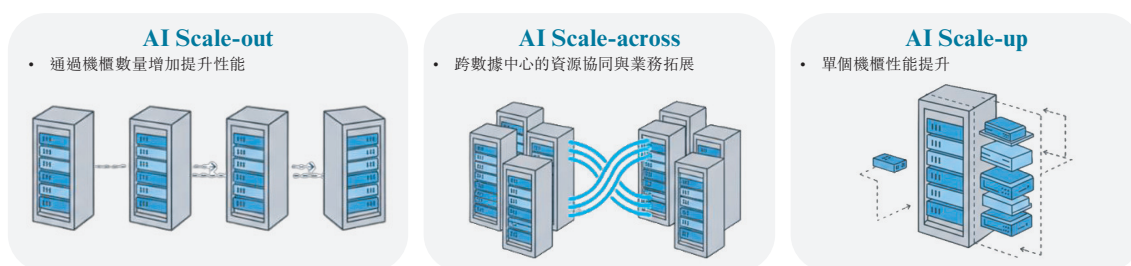 AI Scale-out
• 通過機櫃數量增加提升性能
AI Scale-across
• 跨數據中心的資源協同與業務拓展
AI Scale-up
• 單個機櫃性能提升